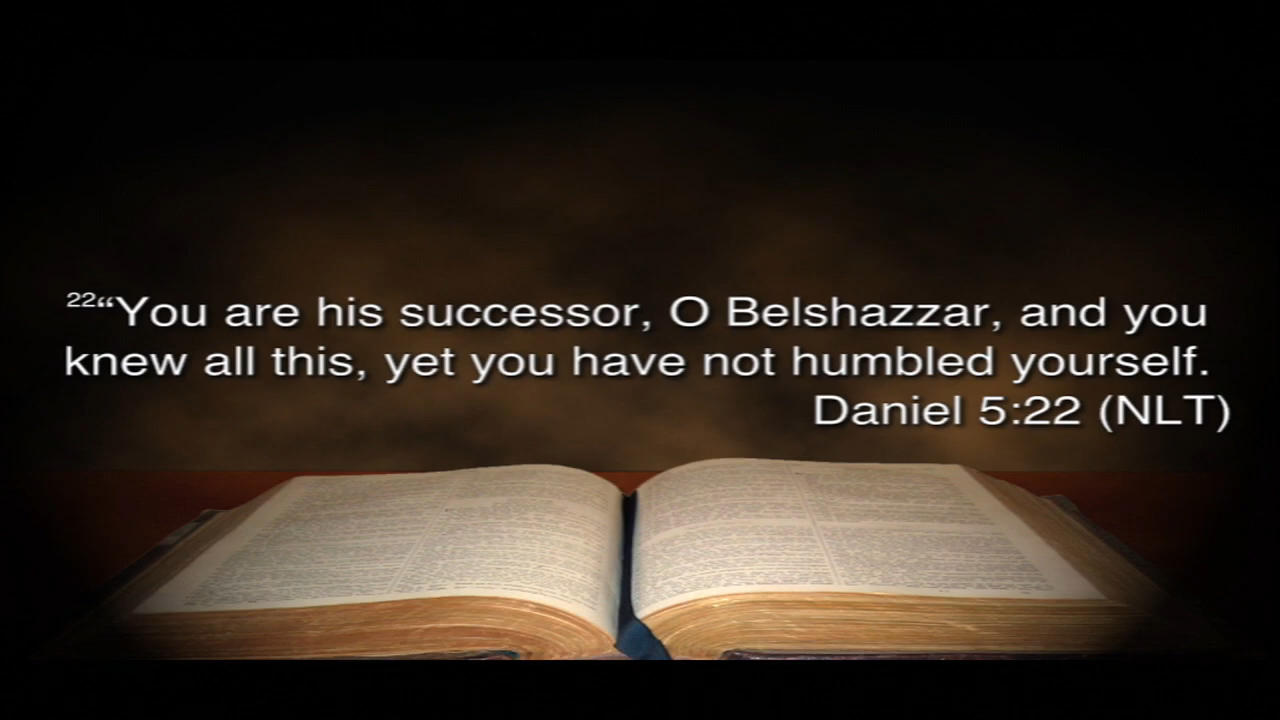 22“You are his successor, O Belshazzar, and you
knew all this, yet you have not humbled yourself.
Daniel 5:22 (NLT)